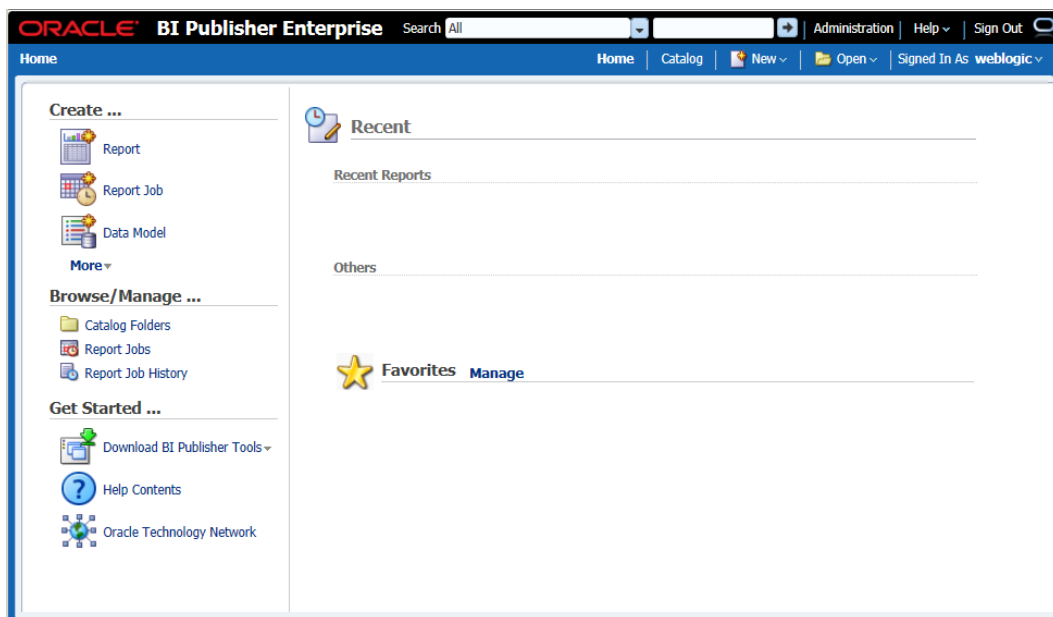 ORACLE BI Publisher Enterprise Search All Administration Help Sign Out
Home Home Catalog New Open Signed In As weblogic
Create ...
Report
Report Job
Data Model
More
Browse/Manage ...
Catalog Folders
Report Jobs
Report Job History
Get Started ...
Download BI Publisher Tools
Help Contents
Oracle Technology Network
Recent
Recent Reports
Others
Favorites Manage